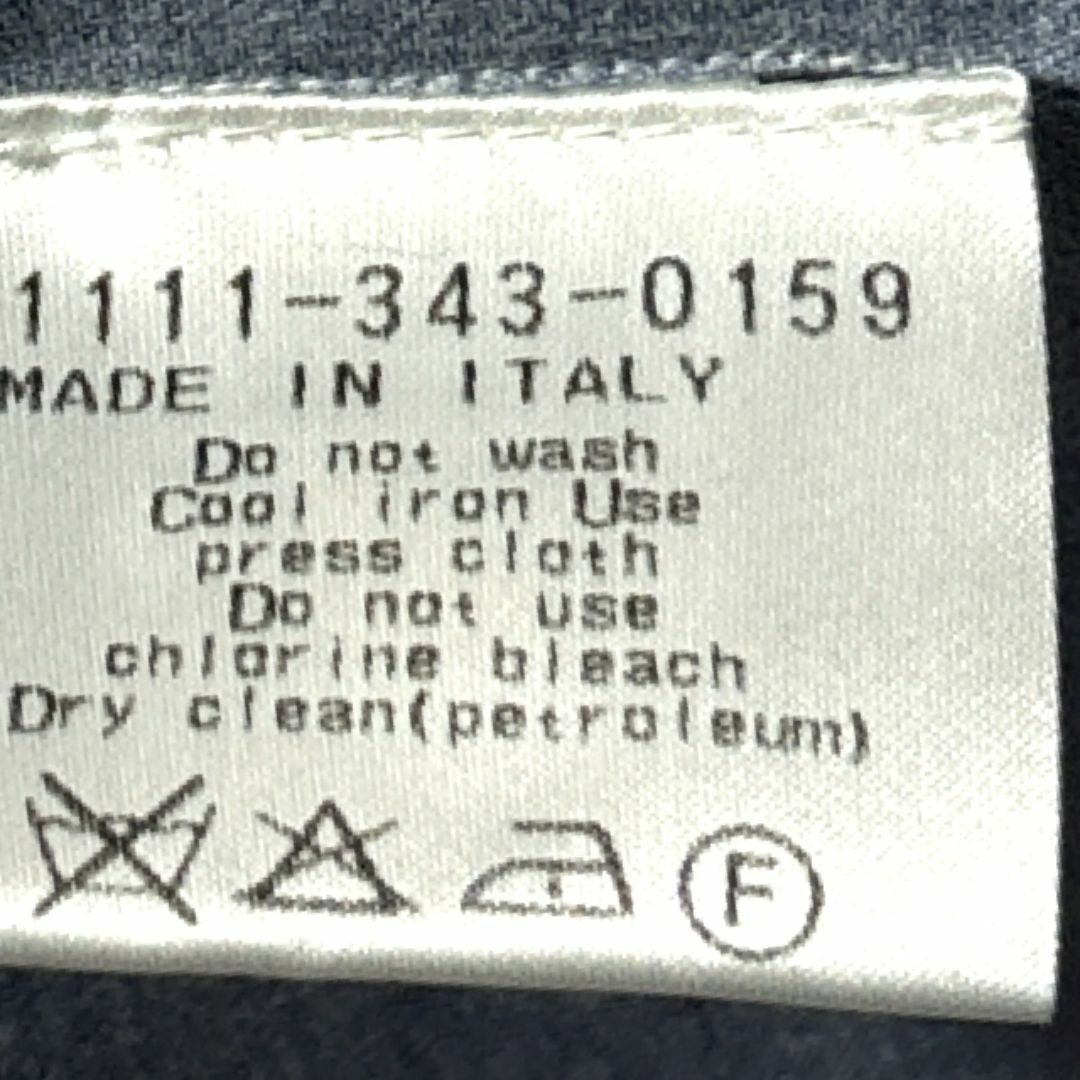 1111-343-0159
MADE IN ITALY
Do not wash
Cool iron Use
press cloth
Do not use
chlorine bleach
Dry clean(petroleum)
F